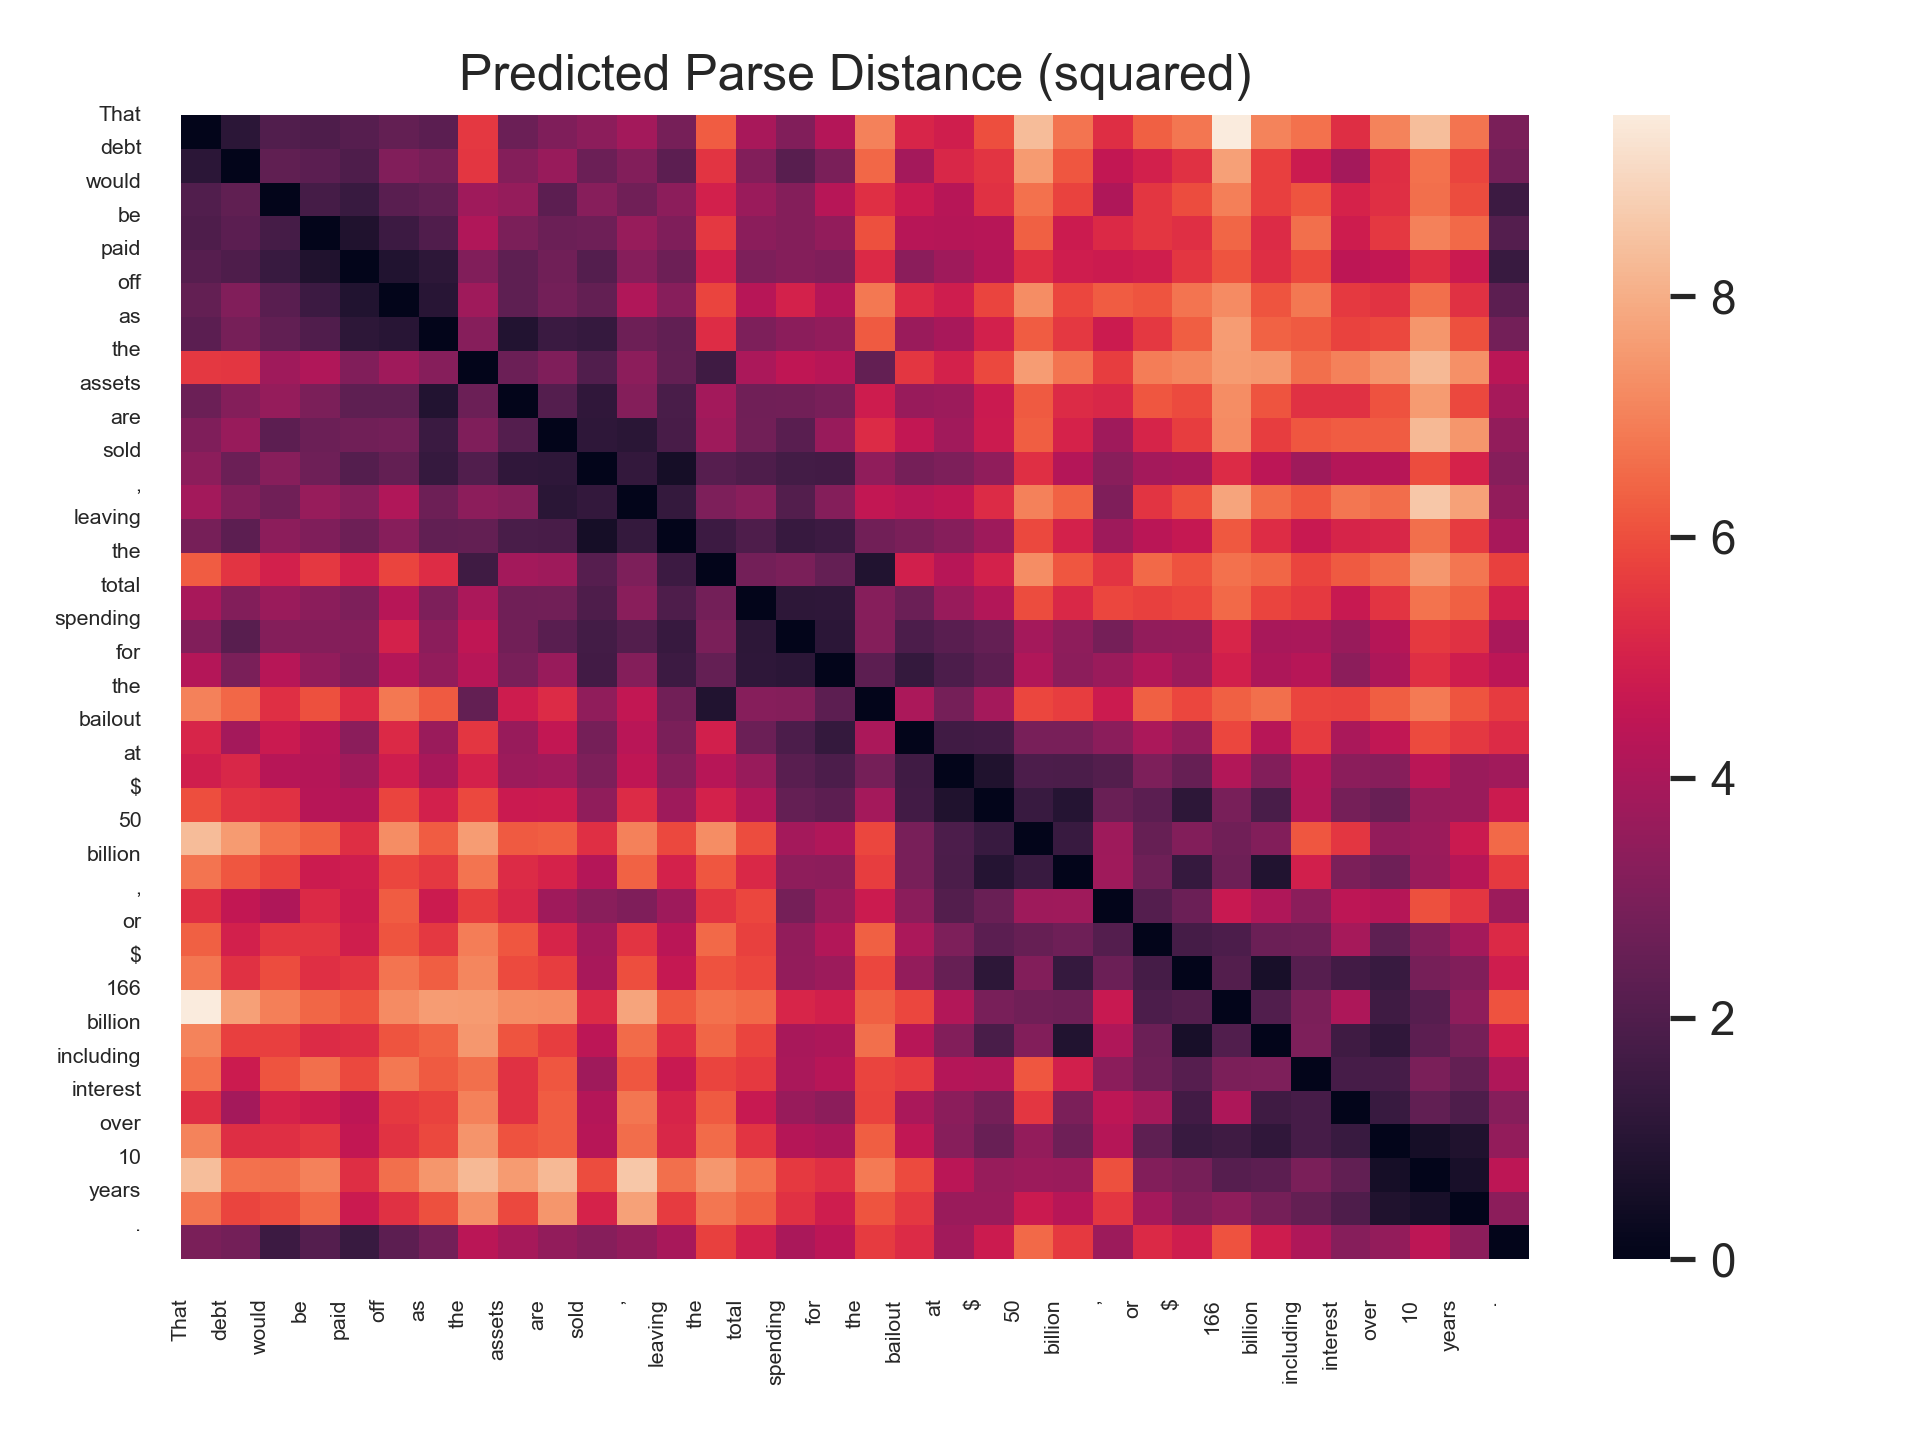 Predicted Parse Distance (squared)
That
debt
would
be
paid
off
as
the
assets
are
sold
,
leaving
the
total
spending
for
the
bailout
at
$
50
billion
,
or
$
166
billion
including
interest
over
10
years
.
8
6
4
2
0
That
debt
would
be
paid
off
as
the
assets
are
sold
,
leaving
the
total
spending
for
the
bailout
at
$
50
billion
,
or
$
166
billion
including
interest
over
10
years
.